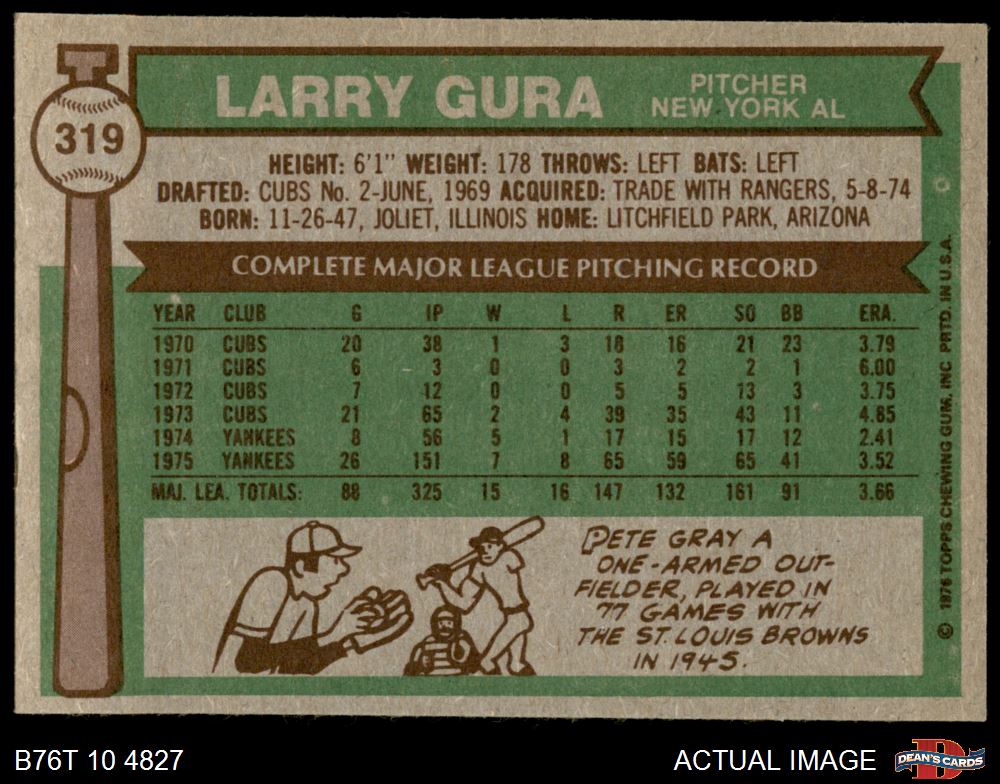 LARRY GURA
PITCHER
NEW YORK AL
319
HEIGHT: 6'1" WEIGHT: 178 THROWS: LEFT BATS: LEFT
DRAFTED: CUBS No. 2-JUNE, 1969 ACQUIRED: TRADE WITH RANGERS, 5-8-74
BORN: 11-26-47, JOLIET, ILLINOIS HOME: LITCHFIELD PARK, ARIZONA
COMPLETE MAJOR LEAGUE PITCHING RECORD
YEAR CLUB G IP W L R ER SO BB ERA.
1970 CUBS 20 38 1 3 18 16 21 23 3.79
1971 CUBS 6 3 0 0 3 2 2 1 6.00
1972 CUBS 7 12 0 0 5 5 13 3 3.75
1973 CUBS 21 65 2 4 39 35 43 11 4.85
1974 YANKEES 8 56 5 1 17 15 17 12 2.41
1975 YANKEES 26 151 7 8 65 59 65 41 3.52
MAJ. LEA. TOTALS: 88 325 15 16 147 132 161 91 3.66
PETE GRAY A
ONE-ARMED OUT-
FIELDER, PLAYED IN
77 GAMES WITH
THE ST. LOUIS BROWNS
IN 1945.
© 1976 TOPPS CHEWING GUM, INC PRTD. IN U.S.A.
B76T 10 4827
ACTUAL IMAGE
D
DEAN'S CARDS